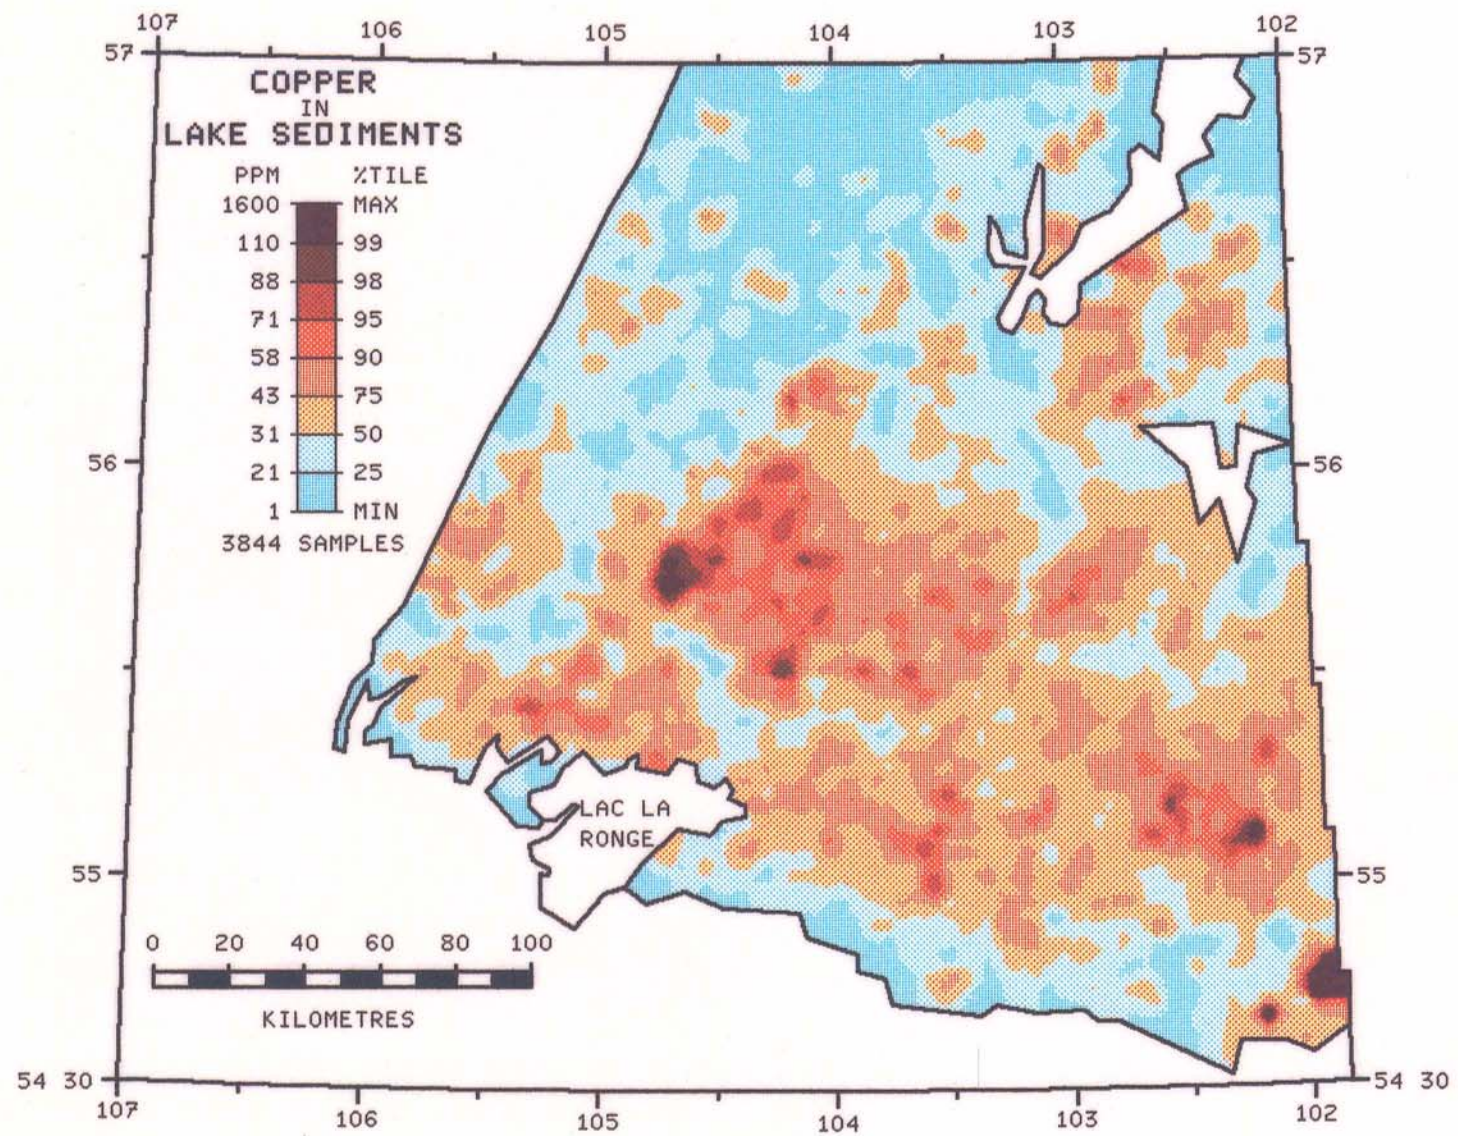 107 106 105 104 103 102
57 57
COPPER
IN
LAKE SEDIMENTS
PPM %TILE
1600 MAX
110 99
88 98
71 95
58 90
43 75
31 50
21 25
1 MIN
3844 SAMPLES
56 56
LAC LA
RONGE
55 55
0 20 40 60 80 100
KILOMETRES
54 30 54 30
107 106 105 104 103 102